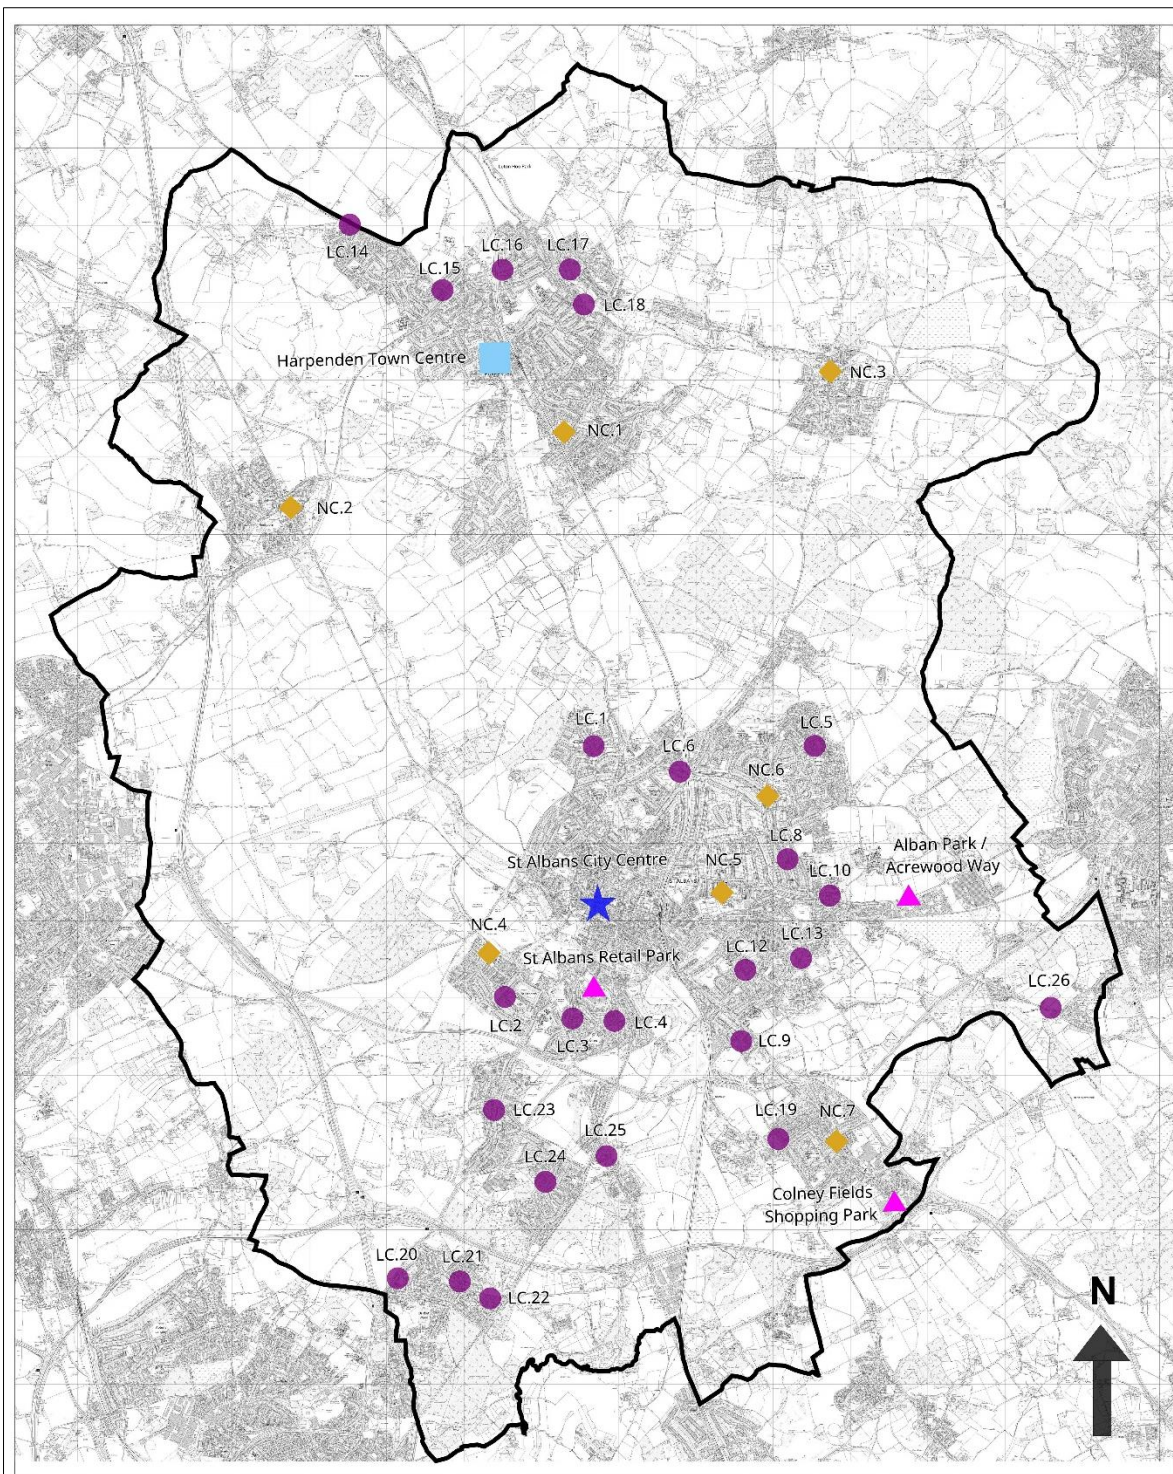 LC.14
LC.15
LC.16
LC.17
LC.18
Harpenden Town Centre
NC.3
NC.1
NC.2
LC.1
LC.6
LC.5
NC.6
LC.8
St Albans City Centre
NC.5
LC.10
Alban Park /
Acrewood Way
NC.4
St Albans Retail Park
LC.12
LC.13
LC.26
LC.2
LC.3
LC.4
LC.9
LC.23
LC.25
LC.24
LC.19
NC.7
Colney Fields
Shopping Park
LC.20
LC.21
LC.22
N